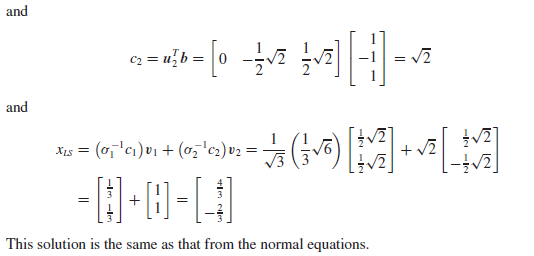 and
c₂ = u₂ᵀb = [0 −½√2 ½√2] [1 −1 1] = √2
and
x_LS = (σ₁⁻¹c₁) v₁ + (σ₂⁻¹c₂) v₂ = 1/√3 (1/3 √6) [½√2 ½√2] + √2 [½√2 −½√2]
= [1/3 1/3] + [1 1] = [4/3 −2/3]
This solution is the same as that from the normal equations.